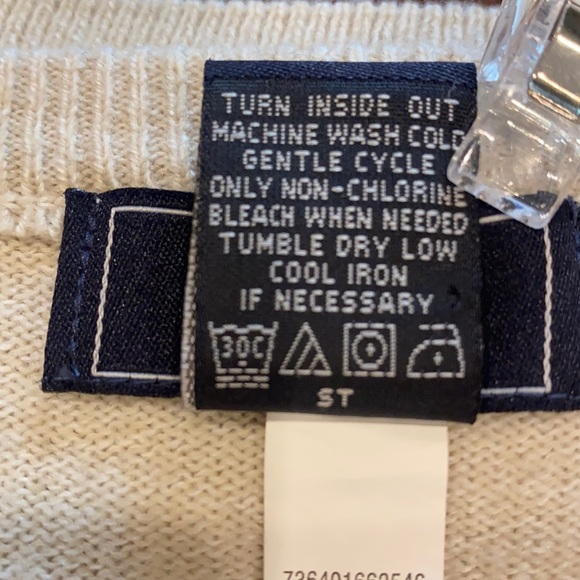 TURN INSIDE OUT
MACHINE WASH COLD
GENTLE CYCLE
ONLY NON-CHLORINE
BLEACH WHEN NEEDED
TUMBLE DRY LOW
COOL IRON
IF NECESSARY
30C
ST